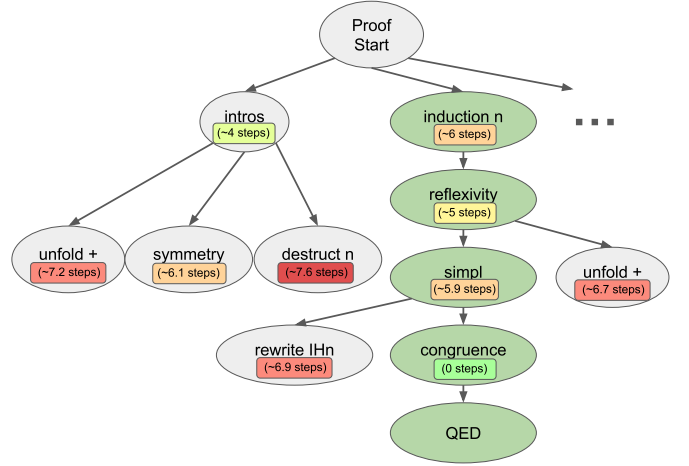 Proof
Start
intros
(~4 steps)
induction n
(~6 steps)
reflexivity
(~5 steps)
unfold +
(~7.2 steps)
symmetry
(~6.1 steps)
destruct n
(~7.6 steps)
simpl
(~5.9 steps)
unfold +
(~6.7 steps)
rewrite IHn
(~6.9 steps)
congruence
(0 steps)
QED